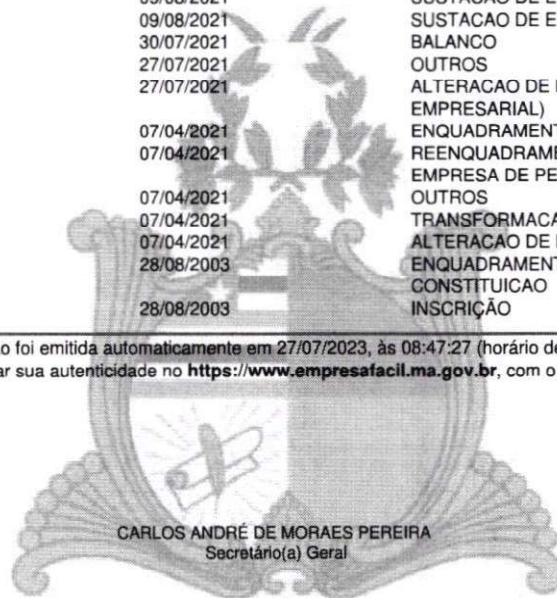 09/08/2021 SUSTACAO DE E
30/07/2021 BALANCO
27/07/2021 OUTROS
27/07/2021 ALTERACAO DE
EMPRESARIAL)
07/04/2021 ENQUADRAMENT
07/04/2021 REENQUADRAME
EMPRESA DE PE
07/04/2021 OUTROS
07/04/2021 TRANSFORMACA
07/04/2021 ALTERACAO DE
28/08/2003 ENQUADRAMENT
CONSTITUICAO
28/08/2003 INSCRIÇÃO
o foi emitida automaticamente em 27/07/2023, às 08:47:27 (horário de
ar sua autenticidade no https://www.empresafacil.ma.gov.br, com o
CARLOS ANDRÉ DE MORAES PEREIRA
Secretário(a) Geral